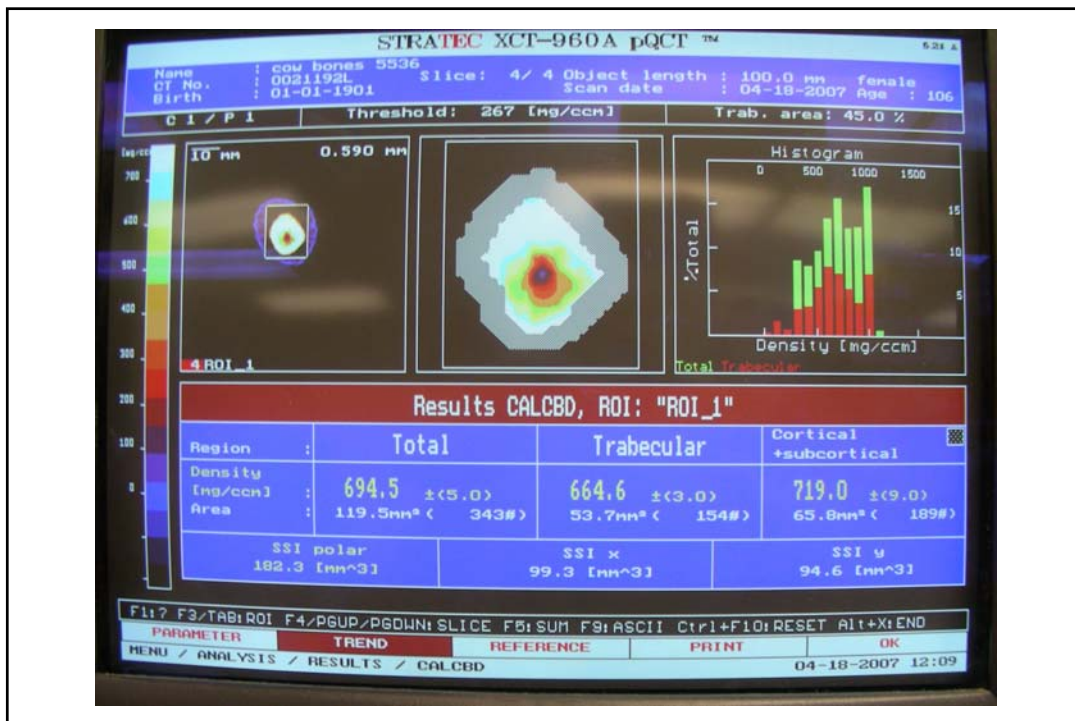 STRATEC XCT-960A pQCT ™
5.21 A
Name : cow bones 5536
CT No. : 0021192L Slice: 4/ 4 Object length : 100.0 mm female
Birth : 01-01-1901 Scan date : 04-18-2007 Age : 106
C 1 / P 1 Threshold: 267 [mg/ccm] Trab. area: 45.0 %
[mg/ccm]
700
600
500
400
300
200
100
0
10 mm 0.590 mm
4 ROI_1
Histogram
0 500 1000 1500
%Total
15
10
5
Density [mg/ccm]
Total Trabecular
Results CALCBD, ROI: "ROI_1"
Region : Total Trabecular Cortical
+subcortical
Density
[mg/ccm] : 694.5 ±(5.0) 664.6 ±(3.0) 719.0 ±(9.0)
Area : 119.5mm² ( 343#) 53.7mm² ( 154#) 65.8mm² ( 189#)
SSI polar SSI x SSI y
182.3 [mm^3] 99.3 [mm^3] 94.6 [mm^3]
F1:? F3/TAB:ROI F4/PGUP/PGDWN:SLICE F5:SUM F9:ASCII Ctrl+F10:RESET Alt+X:END
PARAMETER TREND REFERENCE PRINT OK
MENU / ANALYSIS / RESULTS / CALCBD 04-18-2007 12:09